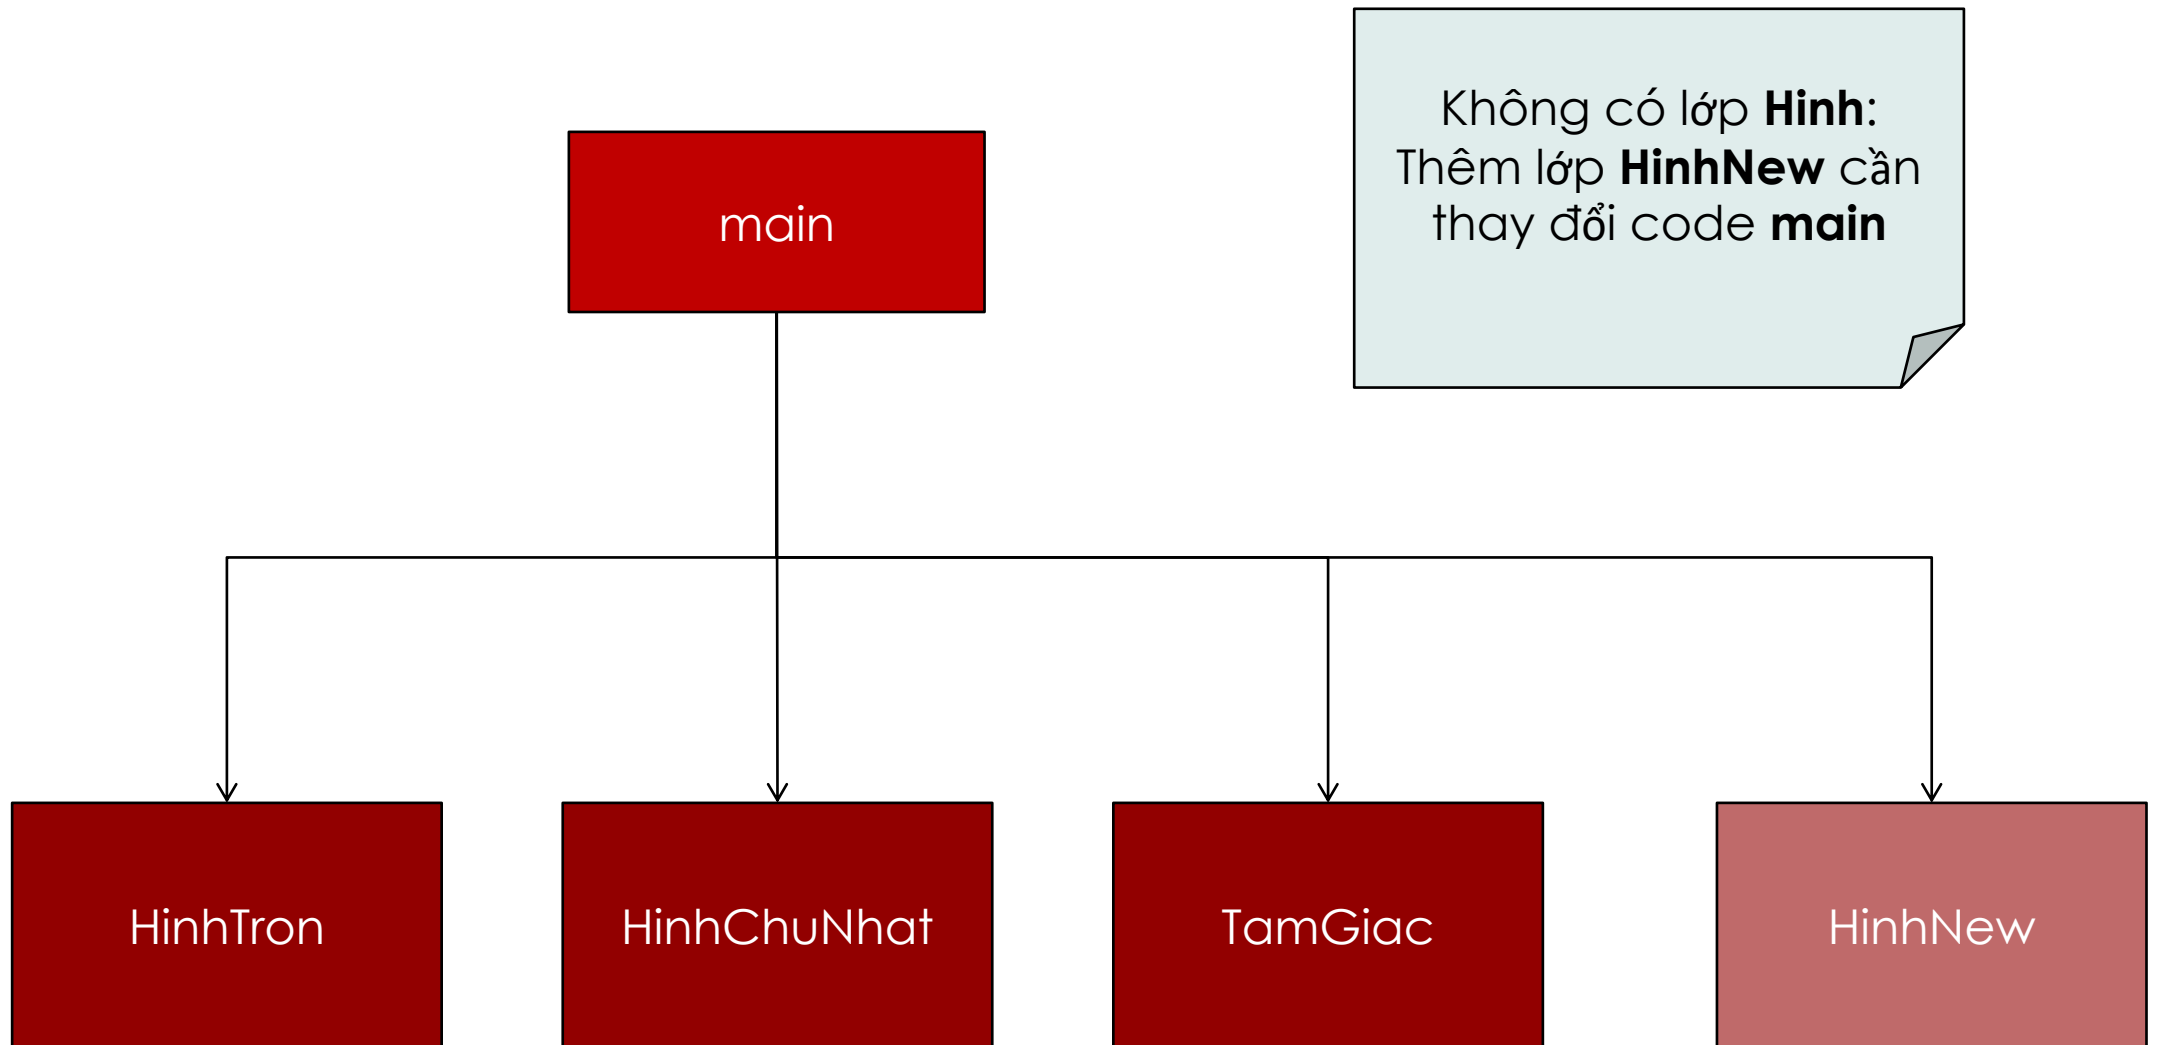 Không có lớp Hinh:
Thêm lớp HinhNew cần
thay đổi code main
main
HinhTron
HinhChuNhat
TamGiac
HinhNew